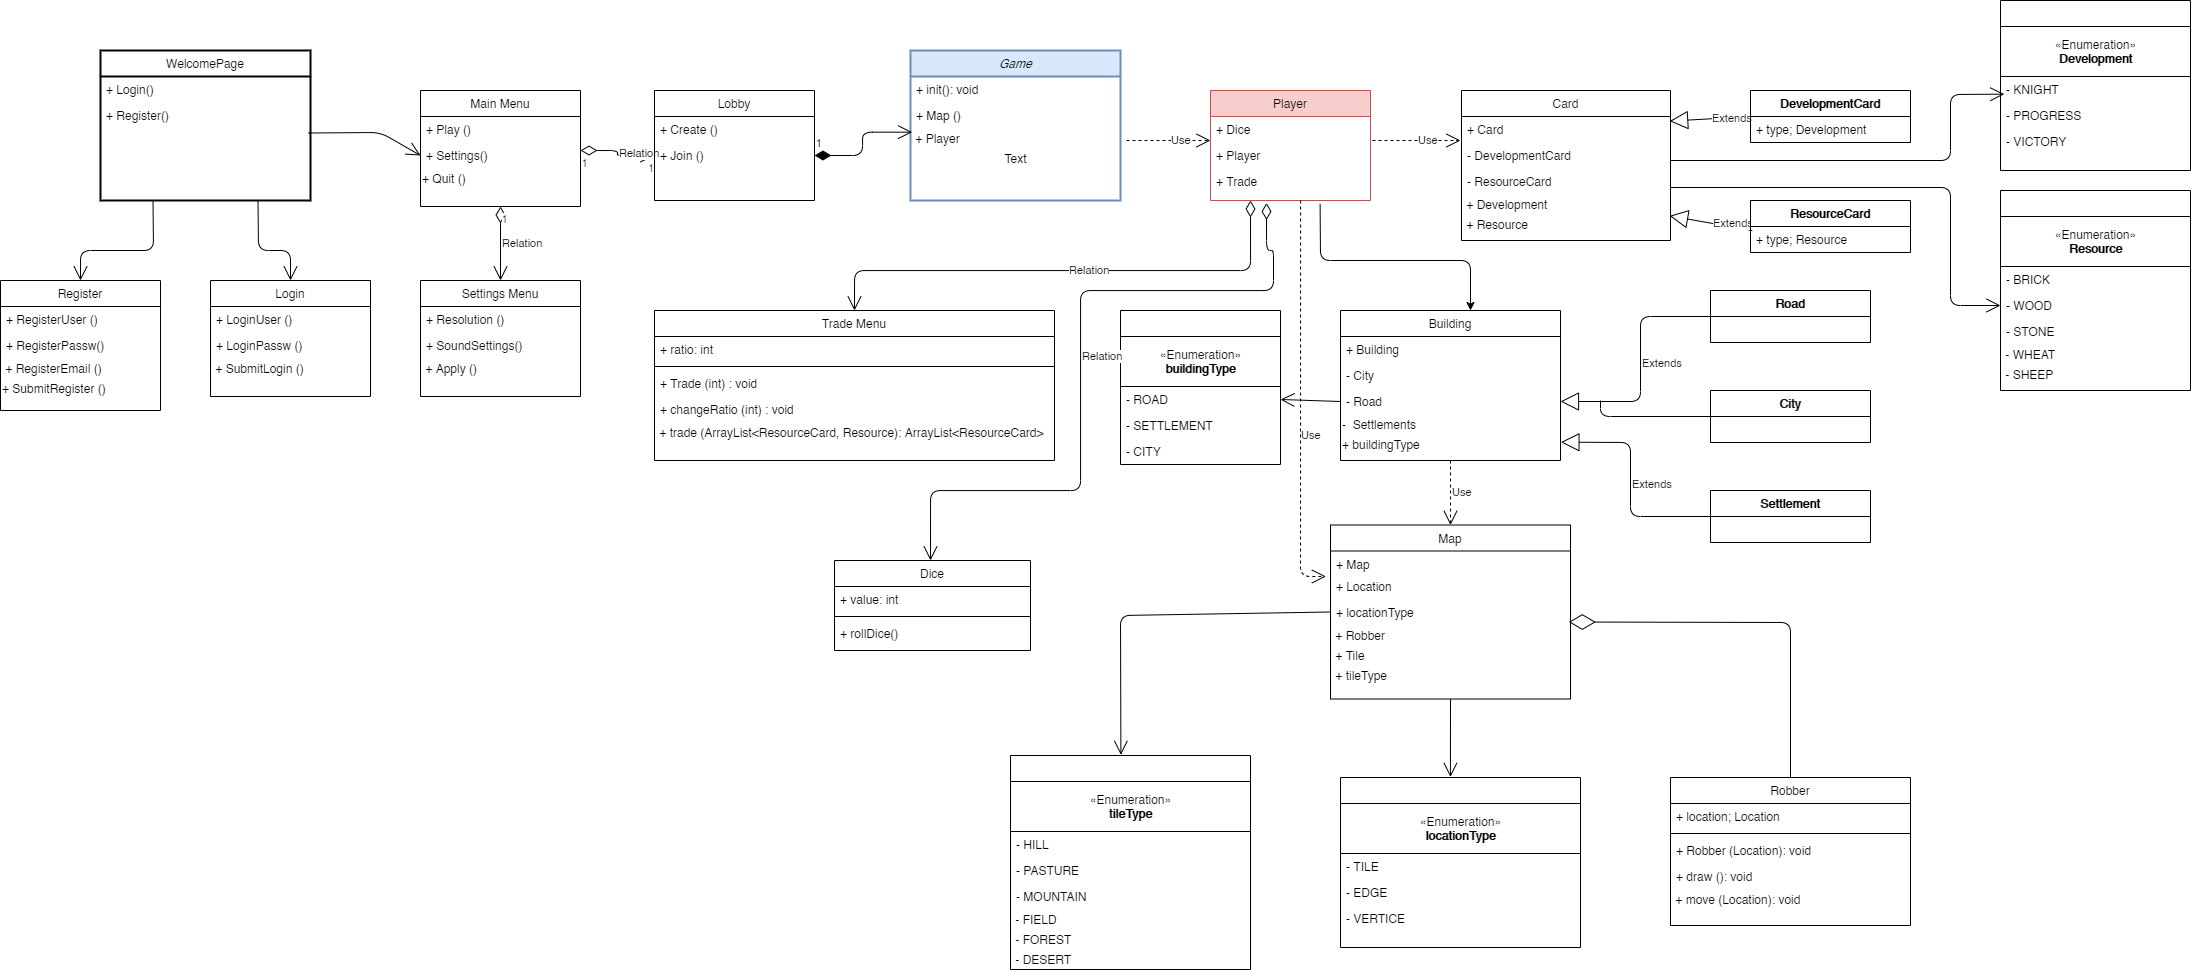 WelcomePage
+ Login()
+ Register()
Main Menu
+ Play ()
+ Settings()
+ Quit ()
1
Relation
1
Lobby
+ Create ()
+ Join ()
1
Game
+ init(): void
+ Map ()
+ Player
Text
Use
Player
+ Dice
+ Player
+ Trade
Use
Card
+ Card
- DevelopmentCard
- ResourceCard
+ Development
+ Resource
Extends
DevelopmentCard
+ type; Development
Extends
ResourceCard
+ type; Resource
«Enumeration»
Development
- KNIGHT
- PROGRESS
- VICTORY
«Enumeration»
Resource
- BRICK
- WOOD
- STONE
- WHEAT
- SHEEP
1
Relation
Register
+ RegisterUser ()
+ RegisterPassw()
+ RegisterEmail ()
+ SubmitRegister ()
Login
+ LoginUser ()
+ LoginPassw ()
+ SubmitLogin ()
Settings Menu
+ Resolution ()
+ SoundSettings()
+ Apply ()
Relation
Trade Menu
+ ratio: int
+ Trade (int) : void
+ changeRatio (int) : void
+ trade (ArrayList<ResourceCard, Resource): ArrayList<ResourceCard>
Relation
«Enumeration»
buildingType
- ROAD
- SETTLEMENT
- CITY
Use
Building
+ Building
- City
- Road
- Settlements
+ buildingType
Extends
Road
City
Extends
Settlement
Use
Dice
+ value: int
+ rollDice()
Map
+ Map
+ Location
+ locationType
+ Robber
+ Tile
+ tileType
«Enumeration»
tileType
- HILL
- PASTURE
- MOUNTAIN
- FIELD
- FOREST
- DESERT
«Enumeration»
locationType
- TILE
- EDGE
- VERTICE
Robber
+ location; Location
+ Robber (Location): void
+ draw (): void
+ move (Location): void